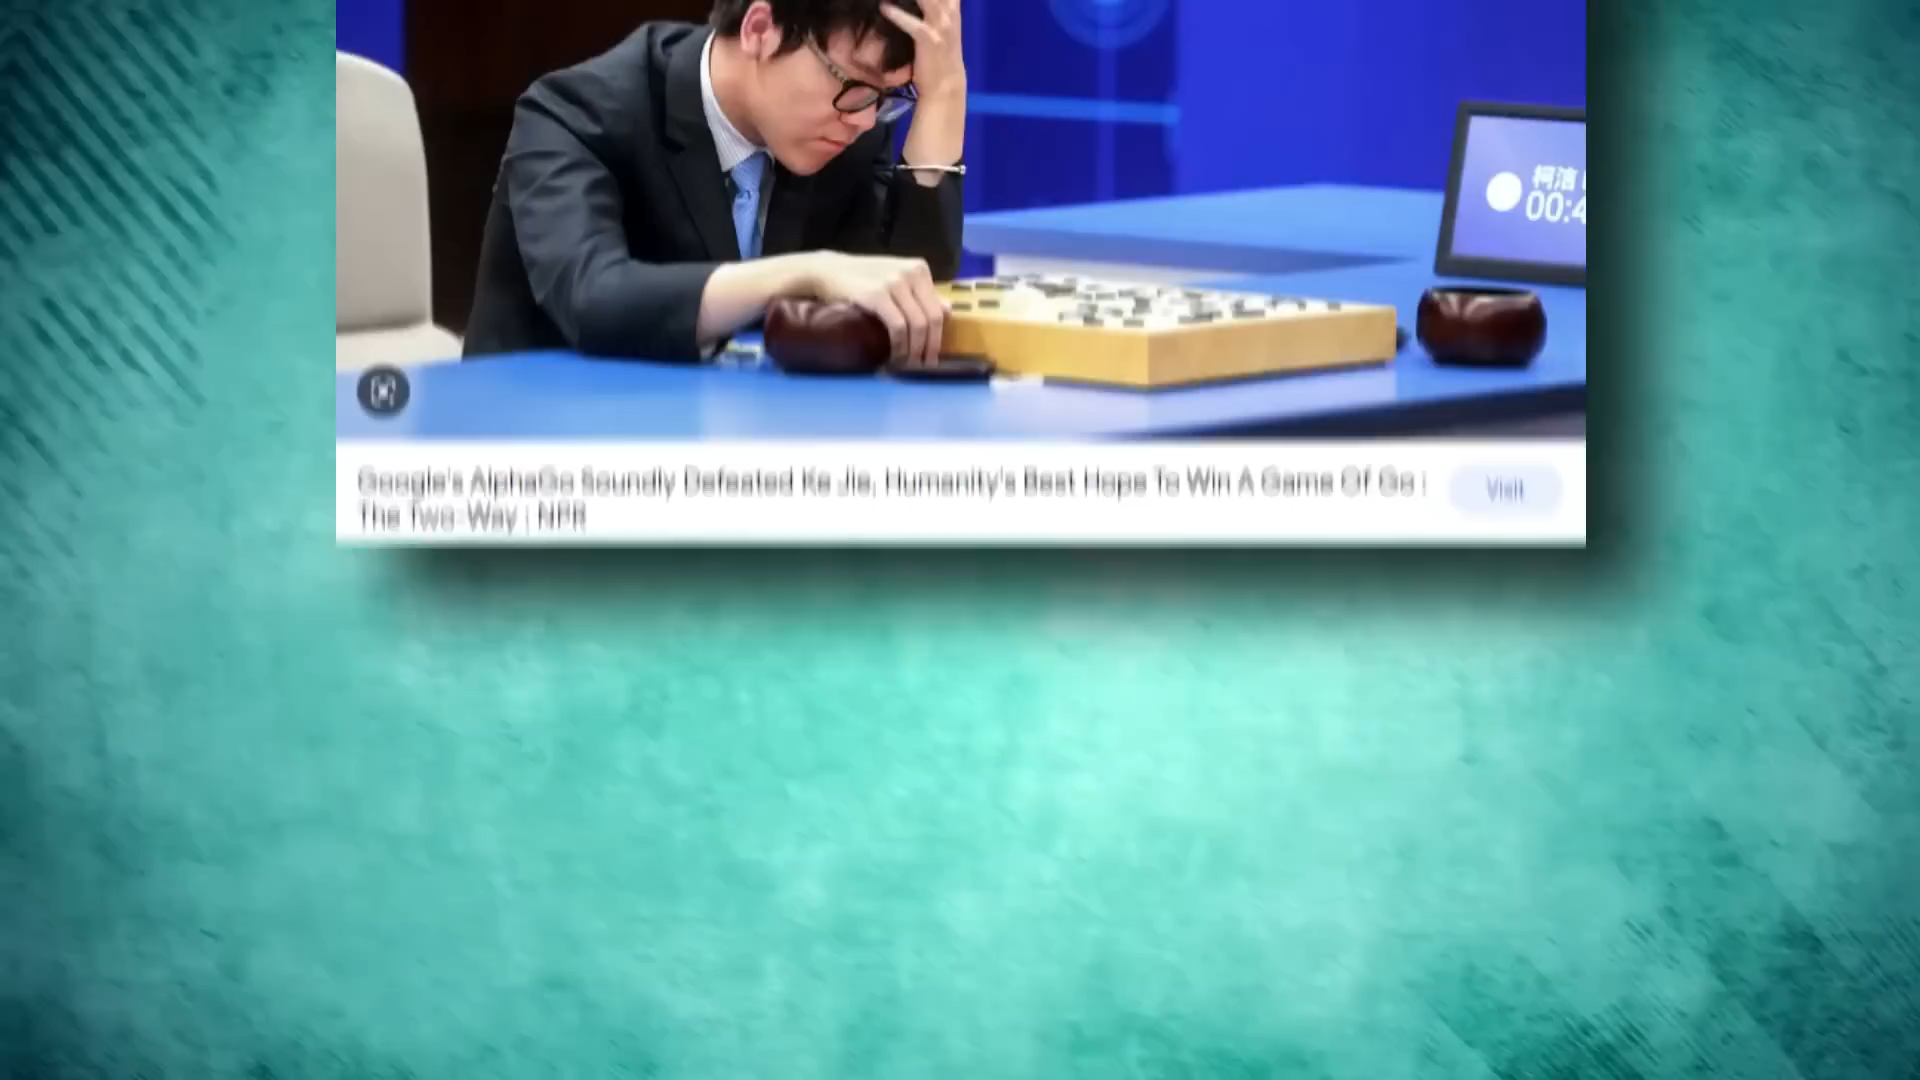 柯洁
00:4
Google's AlphaGo Soundly Defeated Ke Jie, Humanity's Best Hope To Win A Game Of Go |
The Two-Way | NPR
Visit